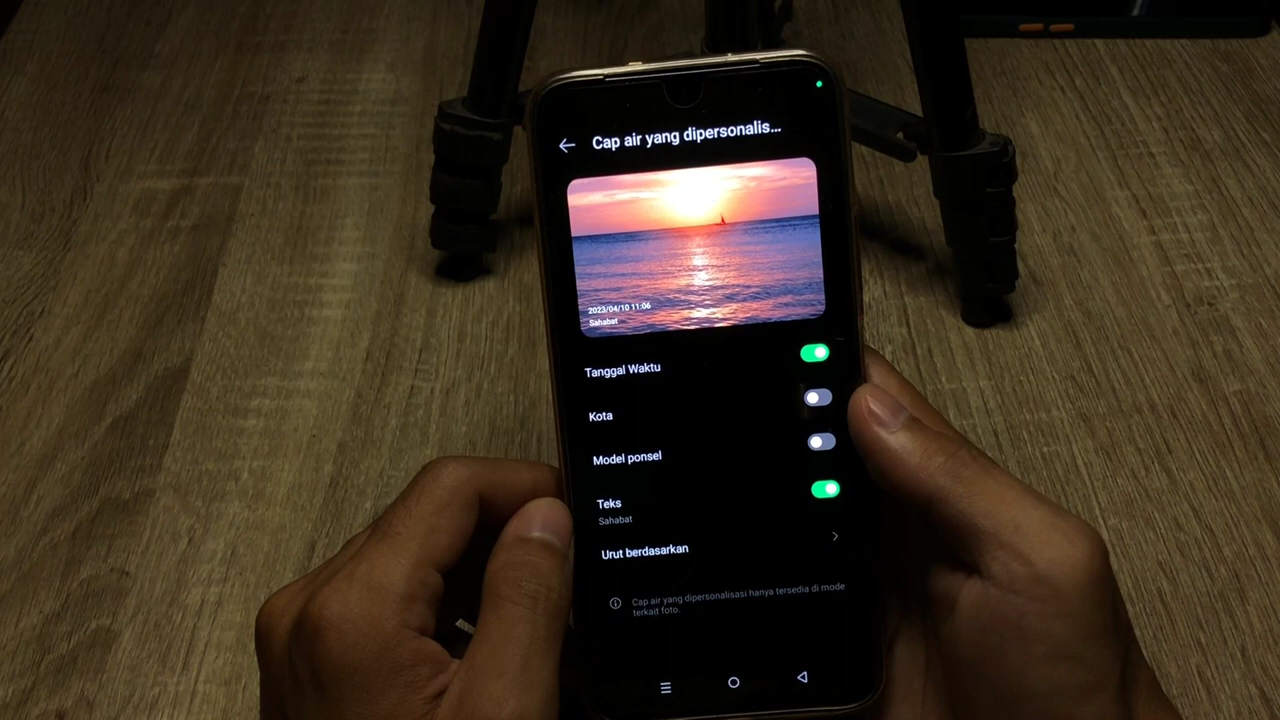 Cap air yang dipersonalis...
2023/04/10 11:06
Sahabat
Tanggal Waktu
Kota
Model ponsel
Teks
Sahabat
Urut berdasarkan
Cap air yang dipersonalisasi hanya tersedia di mode
terkait foto.